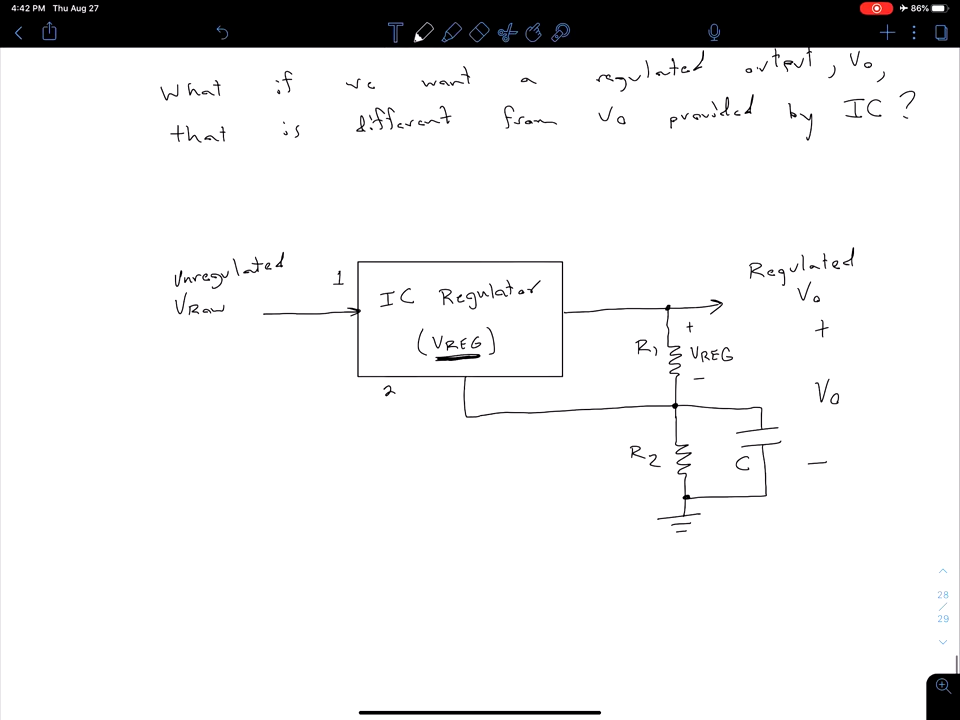 4:42 PM Thu Aug 27
86%
What if we want a regulated output, Vo,
that is different from Vo provided by IC?
Unregulated
VRaw
1
IC Regulator
(VREG)
2
Regulated
Vo
+
Vo
−
R1
+
VREG
−
R2
C
28
/
29